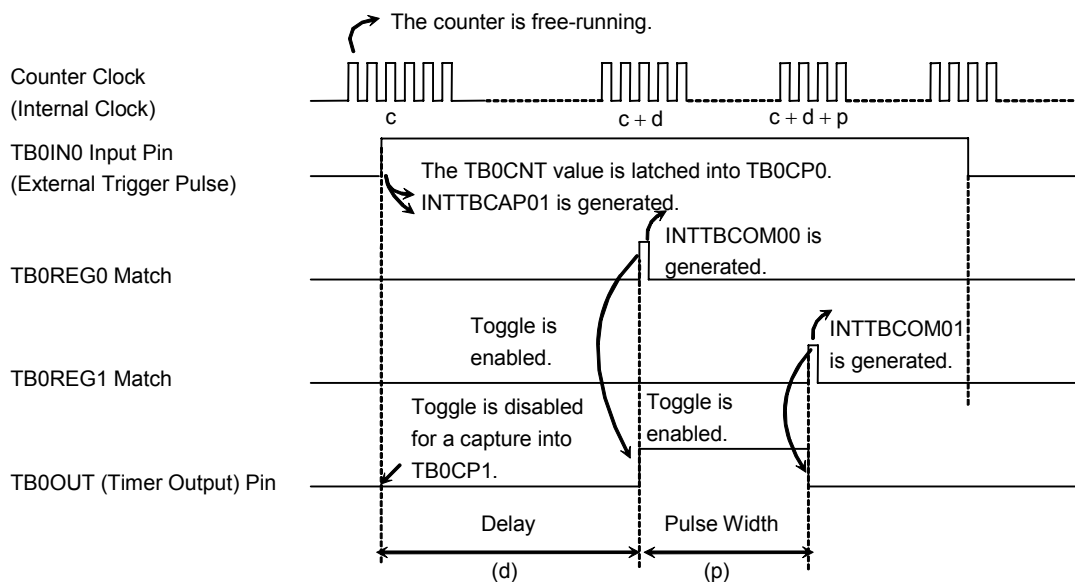 The counter is free-running.
Counter Clock
(Internal Clock)
c
c + d
c + d + p
TB0IN0 Input Pin
(External Trigger Pulse)
The TB0CNT value is latched into TB0CP0.
INTTBCAP01 is generated.
INTTBCOM00 is
generated.
TB0REG0 Match
Toggle is
enabled.
INTTBCOM01
is generated.
TB0REG1 Match
Toggle is disabled
for a capture into
TB0CP1.
Toggle is
enabled.
TB0OUT (Timer Output) Pin
Delay
Pulse Width
(d)
(p)